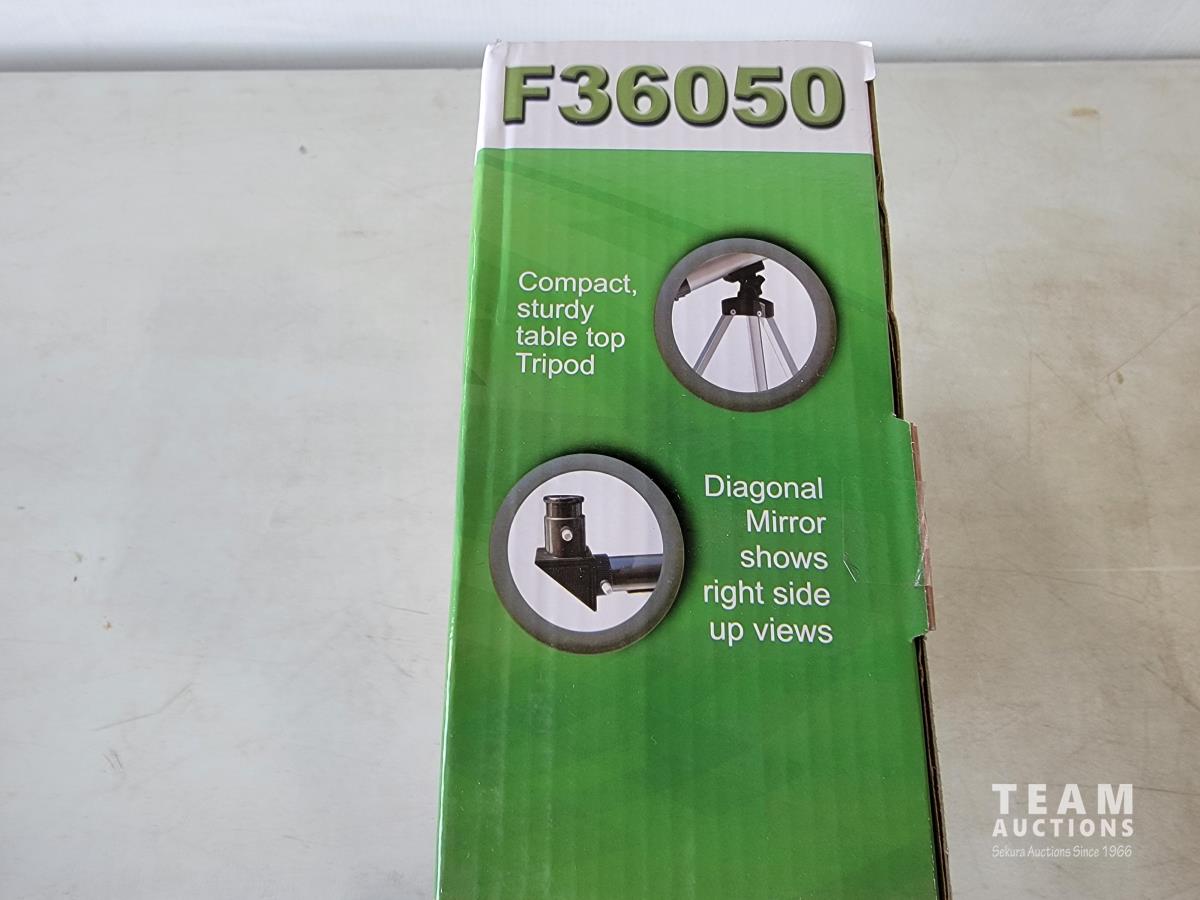 F36050
Compact,
sturdy
table top
Tripod
Diagonal
Mirror
shows
right side
up views
TEAM
AUCTIONS
Sekura Auctions Since 1966